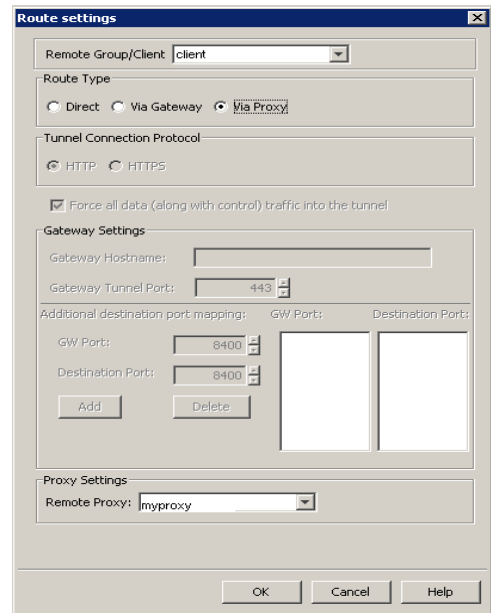 Route settings
Remote Group/Client client
Route Type
Direct Via Gateway Via Proxy
Tunnel Connection Protocol
HTTP HTTPS
Force all data (along with control) traffic into the tunnel
Gateway Settings
Gateway Hostname:
Gateway Tunnel Port: 443
Additional destination port mapping: GW Port: Destination Port:
GW Port: 8400
Destination Port: 8400
Add Delete
Proxy Settings
Remote Proxy: myproxy
OK Cancel Help